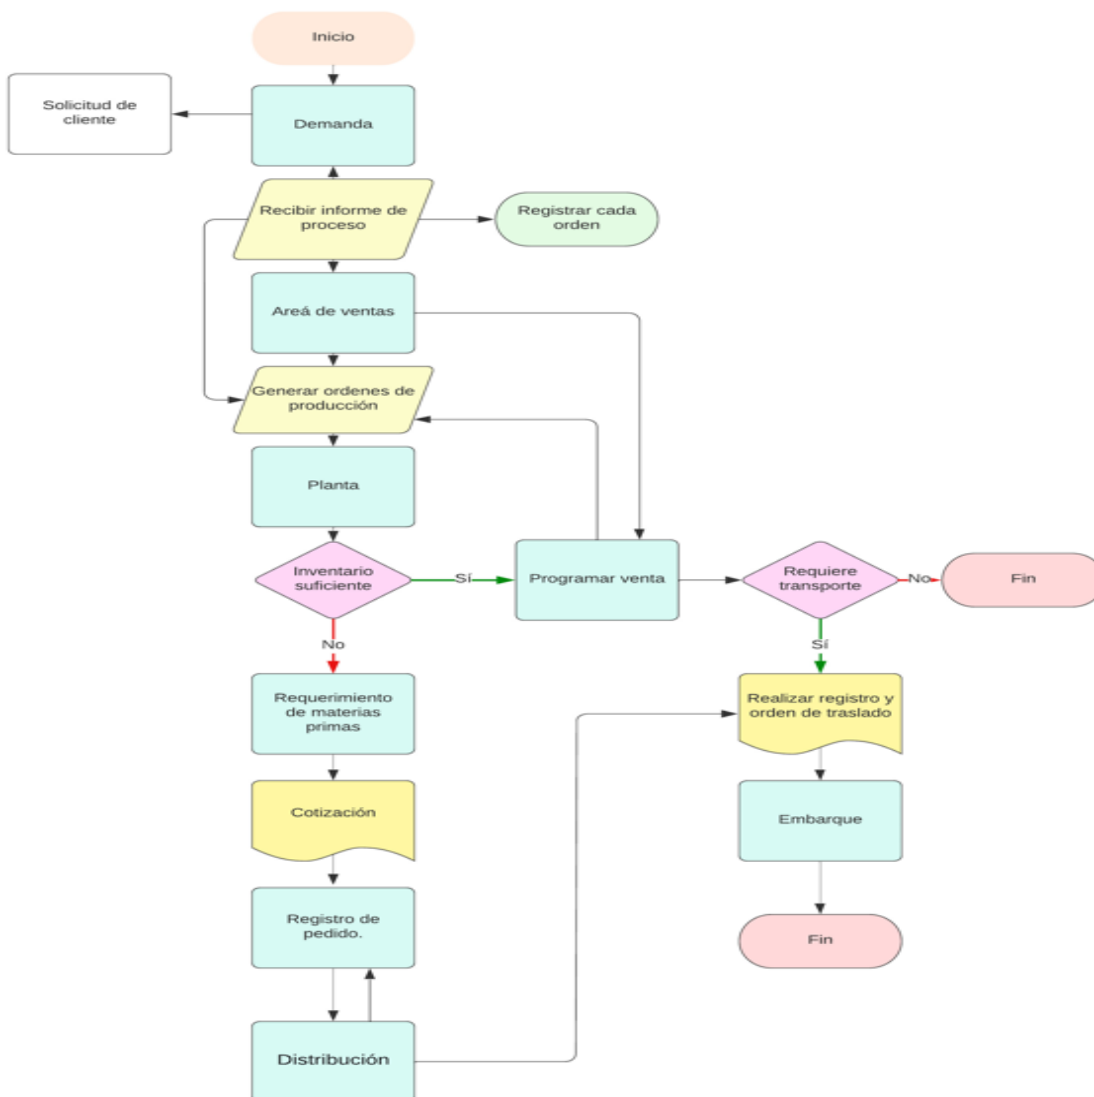 Inicio
Solicitud de
cliente
Demanda
Recibir informe de
proceso
Registrar cada
orden
Areá de ventas
Generar ordenes de
producción
Planta
Inventario
suficiente
Sí
Programar venta
Requiere
transporte
No
Fin
No
Sí
Requerimiento
de materias
primas
Realizar registro y
orden de traslado
Cotización
Embarque
Registro de
pedido.
Fin
Distribución